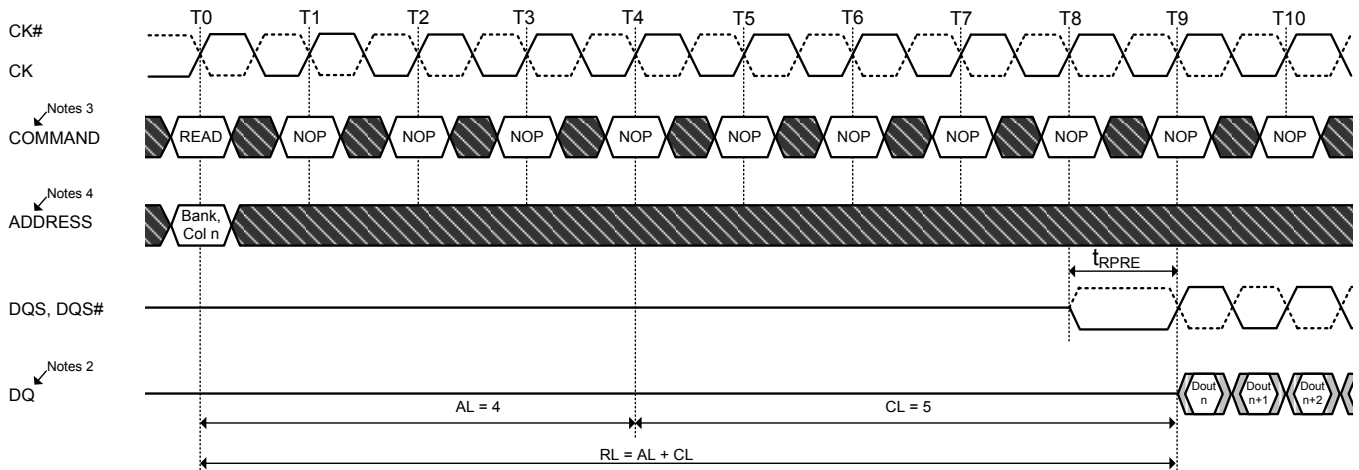 T0 T1 T2 T3 T4 T5 T6 T7 T8 T9 T10
CK#
CK
Notes 3
COMMAND
READ NOP NOP NOP NOP NOP NOP NOP NOP NOP NOP
Notes 4
ADDRESS
Bank,
Col n
tRPRE
DQS, DQS#
Notes 2
DQ
Dout Dout Dout
n n+1 n+2
AL = 4 CL = 5
RL = AL + CL